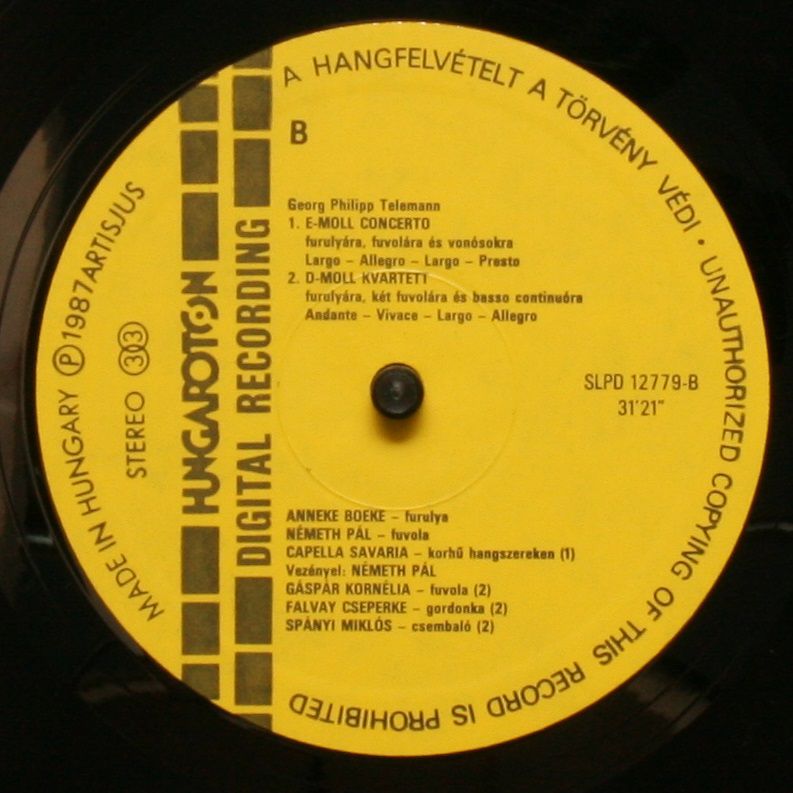 A HANGFELVÉTELT A TÖRVÉNY VÉDI • UNAUTHORIZED COPYING OF THIS RECORD IS PROHIBITED
MADE IN HUNGARY Ⓟ 1987 ARTISJUS
STEREO 33
HUNGAROTON
DIGITAL RECORDING
B
Georg Philipp Telemann
1. E-MOLL CONCERTO
furulyára, fuvolára és vonósokra
Largo – Allegro – Largo – Presto
2. D-MOLL KVARTETT
furulyára, két fuvolára és basso continuóra
Andante – Vivace – Largo – Allegro
SLPD 12779-B
31'21"
ANNEKE BOEKE – furulya
NÉMETH PÁL – fuvola
CAPELLA SAVARIA – korhű hangszereken (1)
Vezényel: NÉMETH PÁL
GÁSPÁR KORNÉLIA – fuvola (2)
FALVAY CSEPERKE – gordonka (2)
SPÁNYI MIKLÓS – csembaló (2)